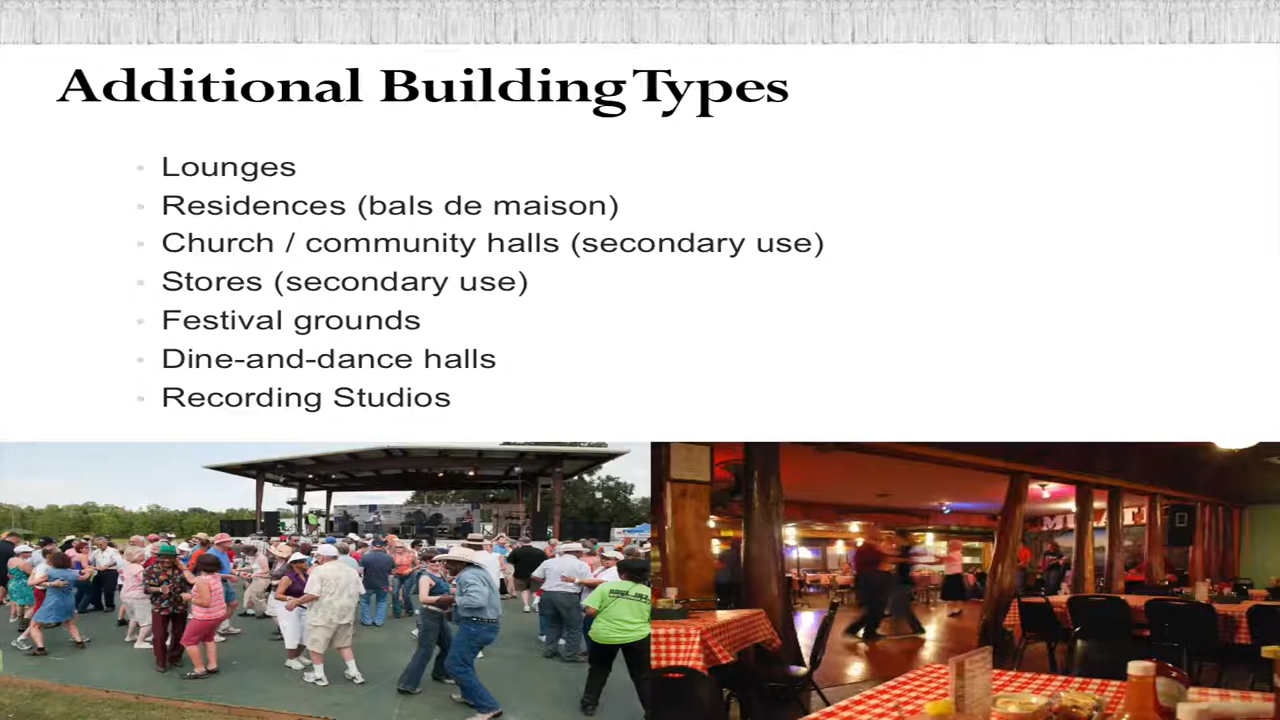 Additional Building Types
Lounges
Residences (bals de maison)
Church / community halls (secondary use)
Stores (secondary use)
Festival grounds
Dine-and-dance halls
Recording Studios